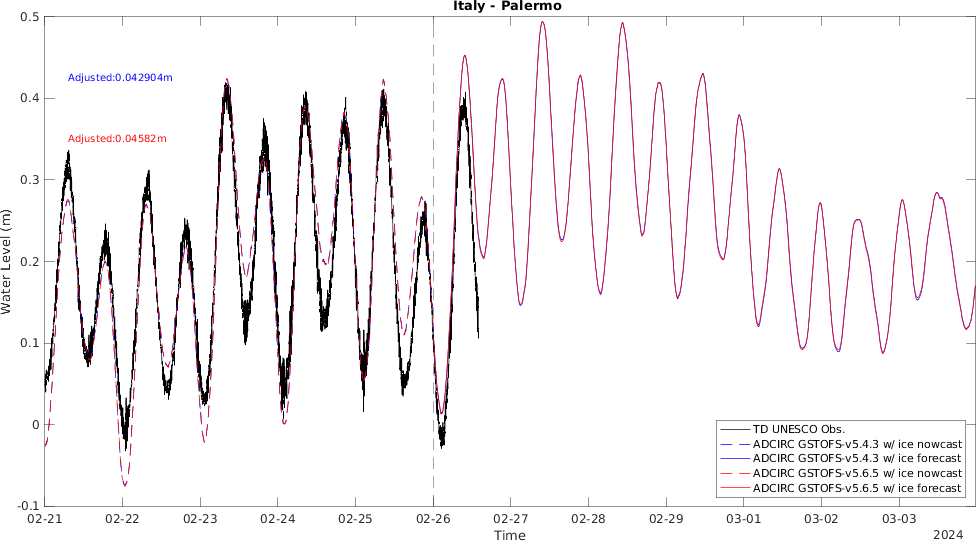 Italy - Palermo
0.5
0.4
0.3
0.2
0.1
0
-0.1
Water Level (m)
Adjusted:0.042904m
Adjusted:0.04582m
TD UNESCO Obs.
ADCIRC GSTOFS-v5.4.3 w/ ice nowcast
ADCIRC GSTOFS-v5.4.3 w/ ice forecast
ADCIRC GSTOFS-v5.6.5 w/ ice nowcast
ADCIRC GSTOFS-v5.6.5 w/ ice forecast
02-21 02-22 02-23 02-24 02-25 02-26 02-27 02-28 02-29 03-01 03-02 03-03
Time
2024